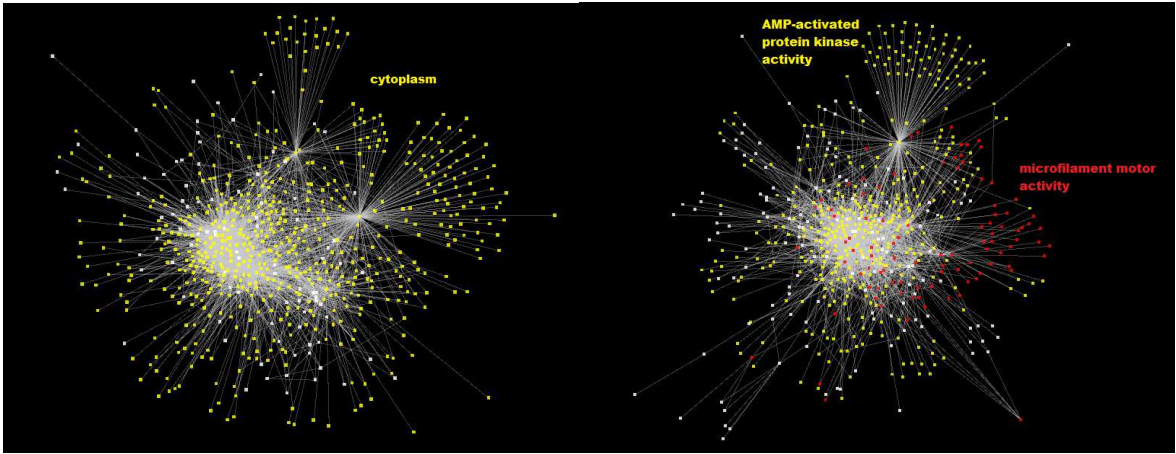 cytoplasm
AMP-activated
protein kinase
activity
microfilament motor
activity